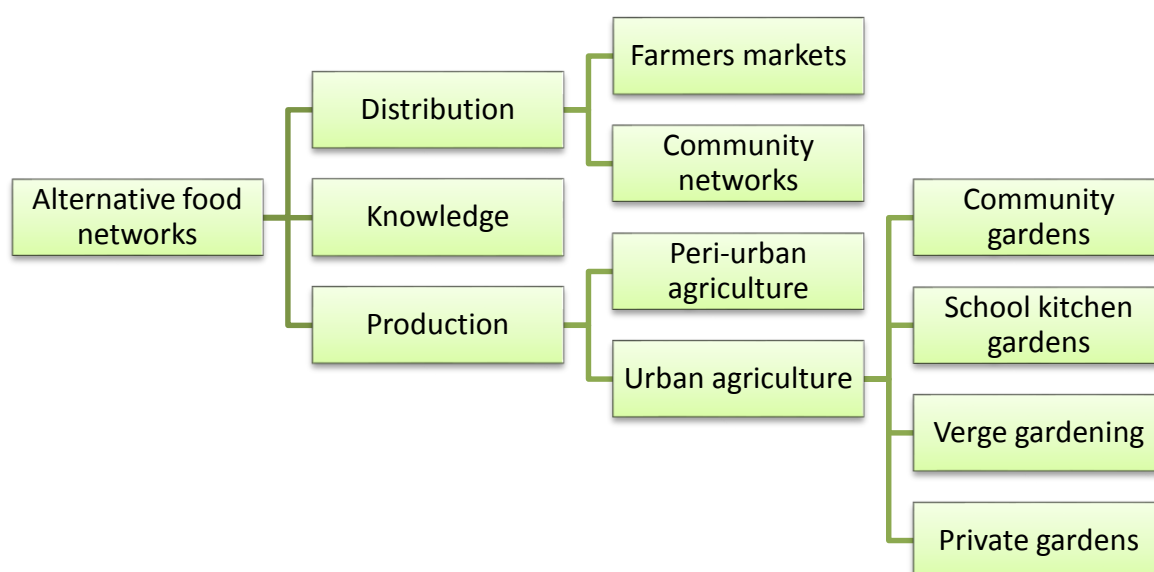 Alternative food
networks
Distribution
Knowledge
Production
Farmers markets
Community
networks
Peri-urban
agriculture
Urban agriculture
Community
gardens
School kitchen
gardens
Verge gardening
Private gardens